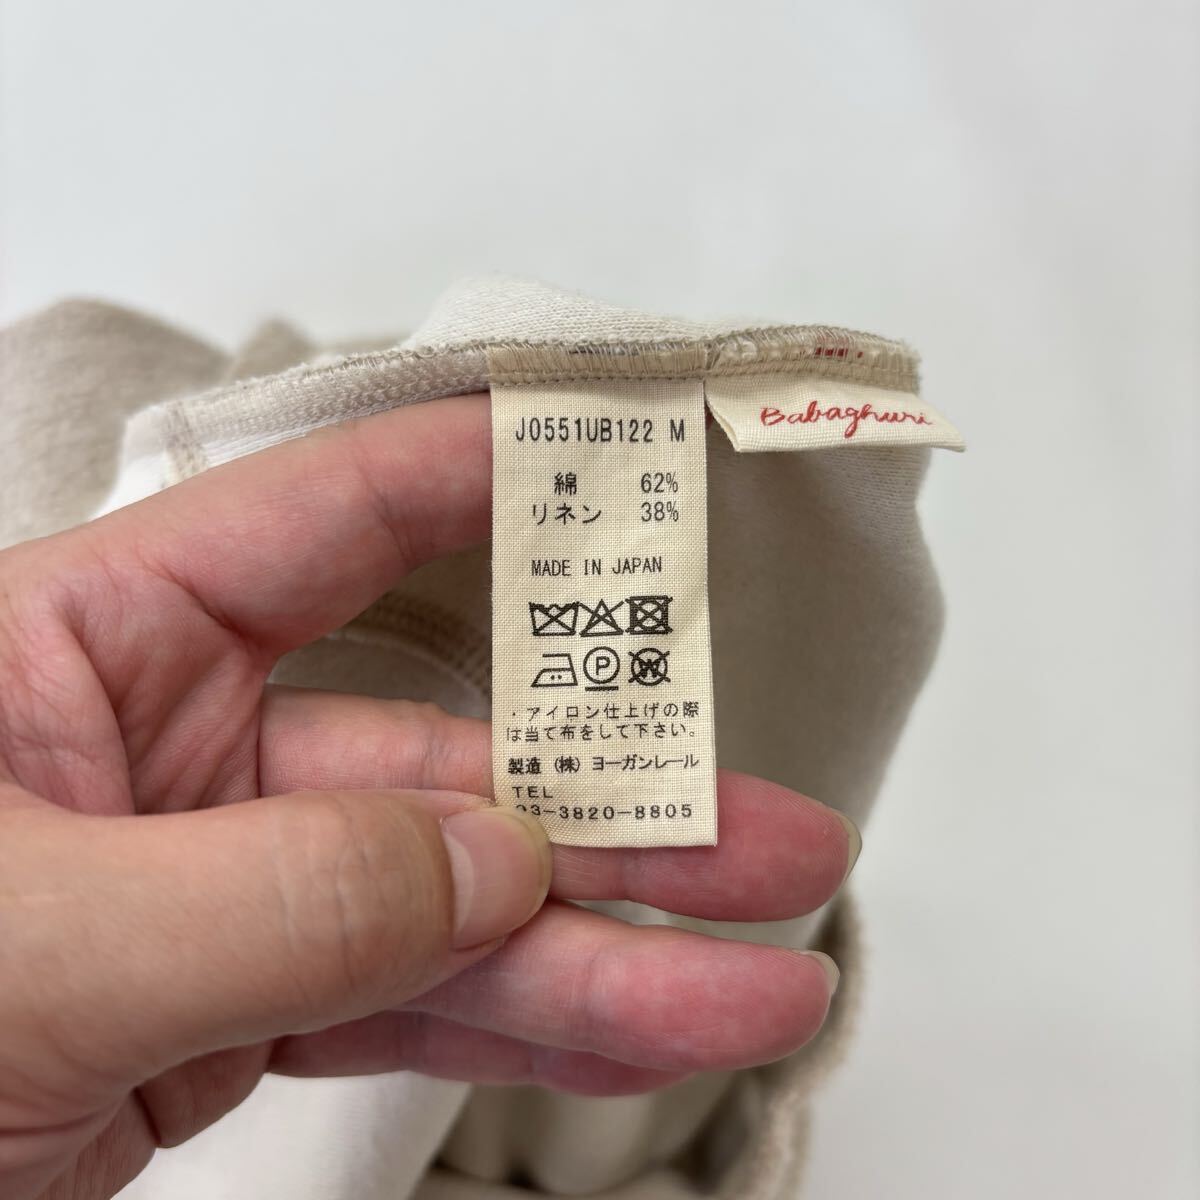 J0551UB122 M
Babaghuri
綿 62%
リネン 38%
MADE IN JAPAN
P W
・アイロン仕上げの際
は当て布をして下さい。
製造 (株) ヨーガンレール
TEL
03-3820-8805